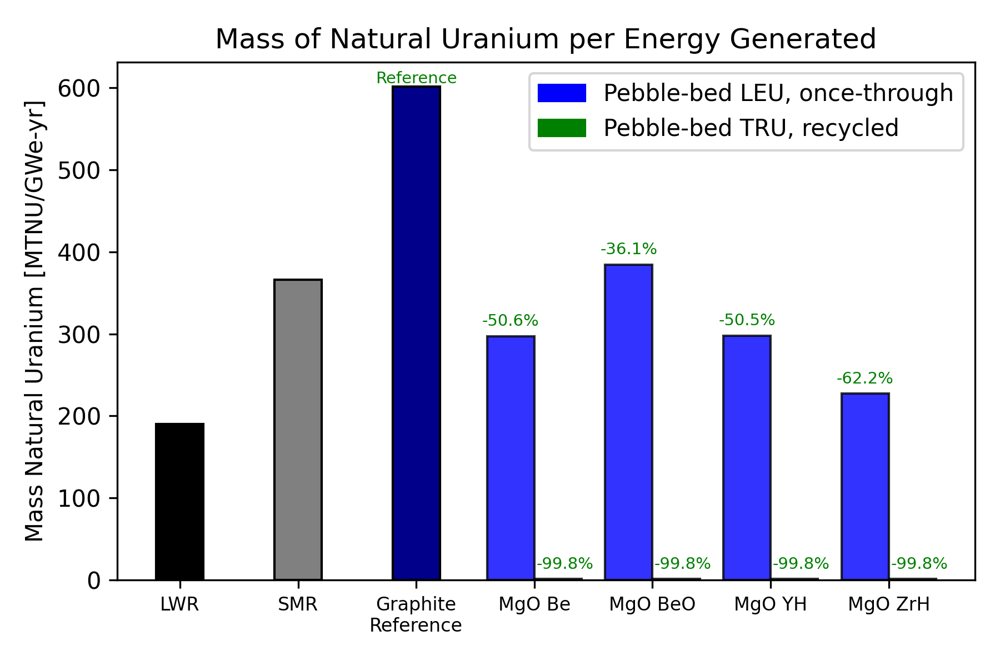 Mass of Natural Uranium per Energy Generated
Mass Natural Uranium [MTNU/GWe-yr]
600
500
400
300
200
100
0
Reference
Pebble-bed LEU, once-through
Pebble-bed TRU, recycled
-50.6%
-36.1%
-50.5%
-62.2%
-99.8%
-99.8%
-99.8%
-99.8%
LWR
SMR
Graphite
Reference
MgO Be
MgO BeO
MgO YH
MgO ZrH